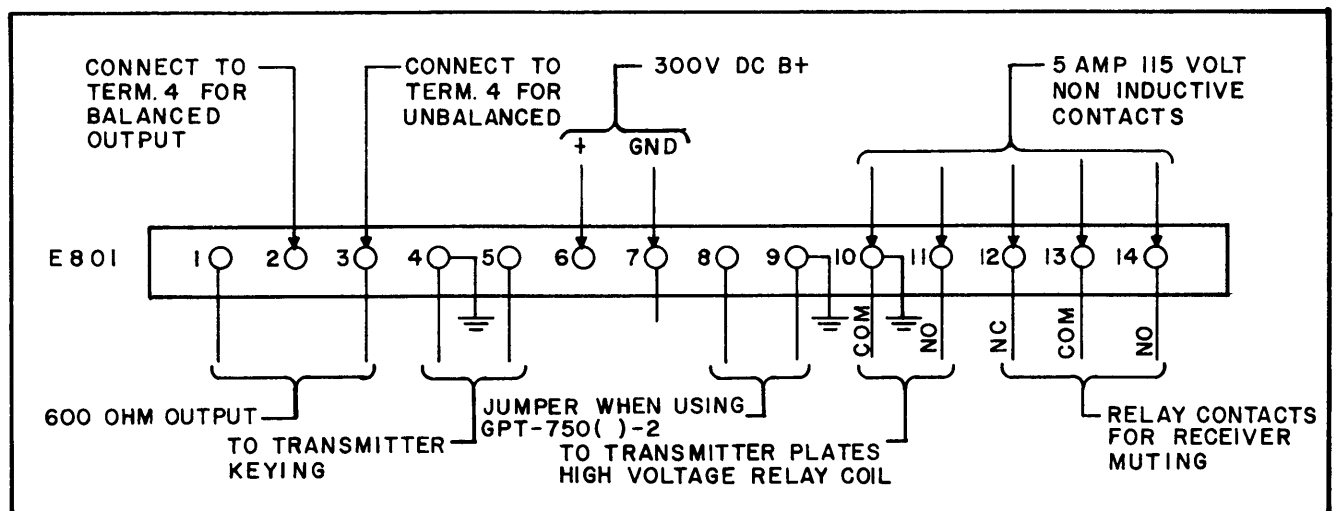 CONNECT TO
TERM. 4 FOR
BALANCED
OUTPUT
CONNECT TO
TERM. 4 FOR
UNBALANCED
300V DC B+
+ GND
5 AMP 115 VOLT
NON INDUCTIVE
CONTACTS
E801 1 2 3 4 5 6 7 8 9 10 11 12 13 14
COM NO NC COM NO
600 OHM OUTPUT
TO TRANSMITTER
KEYING
JUMPER WHEN USING
GPT-750( )-2
TO TRANSMITTER PLATES
HIGH VOLTAGE RELAY COIL
RELAY CONTACTS
FOR RECEIVER
MUTING